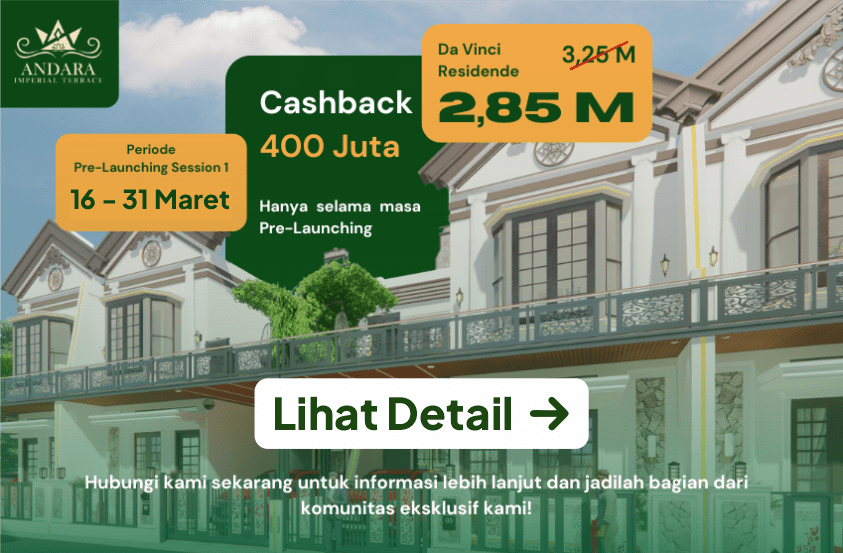 ANDARA
IMPERIAL TERRACE
Da Vinci
Residende
3,25 M
2,85 M
Cashback
400 Juta
Hanya selama masa
Pre-Launching
Periode
Pre-Launching Session 1
16 - 31 Maret
Lihat Detail →
Hubungi kami sekarang untuk informasi lebih lanjut dan jadilah bagian dari
komunitas eksklusif kami!